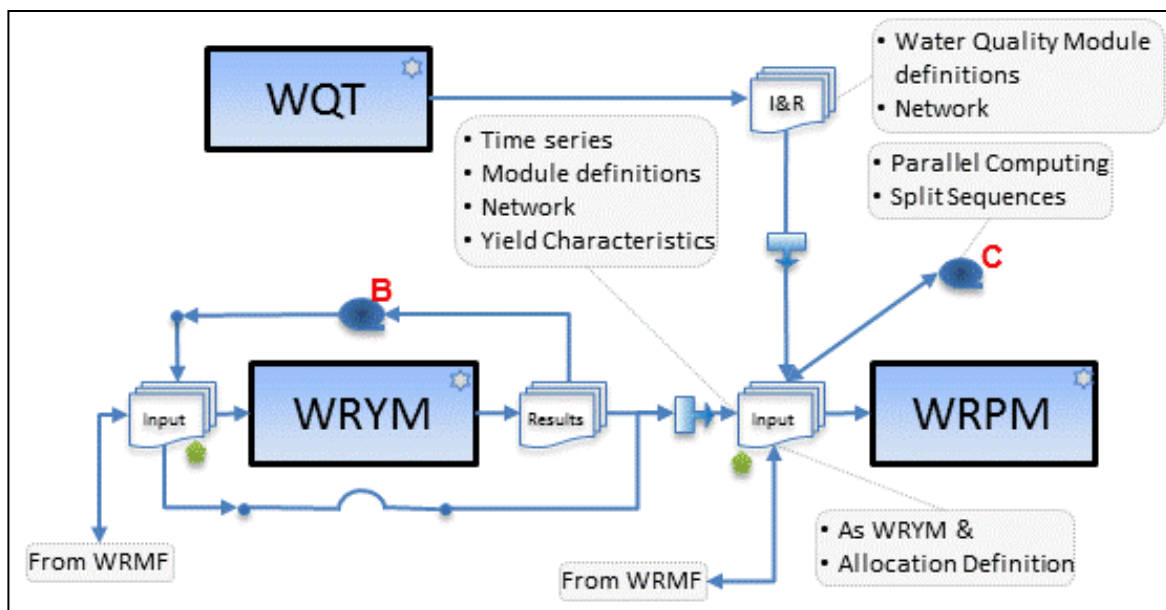 WQT
I&R
• Water Quality Module
definitions
• Network
• Time series
• Module definitions
• Network
• Yield Characteristics
• Parallel Computing
• Split Sequences
C
B
Input
WRYM
Results
Input
WRPM
From WRMF
From WRMF
• As WRYM &
• Allocation Definition